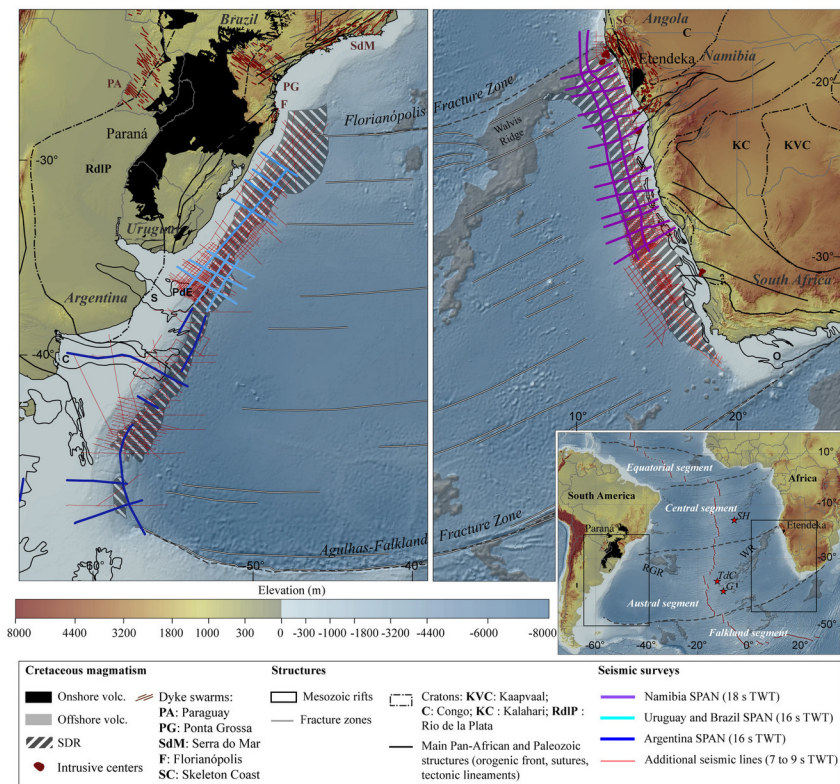 Brazil
SdM
PA
PG
F
Paraná
Florianópolis
-30°
RdlP
Uruguay
Argentina
S
PdE
-40°
C
-60°
-50°
-40°
Agulhas-Falkland
SC
Angola
C
Etendeka
Namibia
Fracture Zone
-20°
Walvis
Ridge
KC
KVC
-30°
South Africa
O
10°
20°
Fracture Zone
10°
Equatorial segment
Africa
South America
-10°
Central segment
SH
Paraná
Etendeka
WR
-30°
RGR
TdC
G
Austral segment
Falkland segment
-50°
-60°
-40°
-20°
0°
20°
Elevation (m)
8000 4400 3200 1900 1000 300 0 -300 -1000 -3400 -4400 -6000 -8000
Cretaceous magmatism
Onshore volc.
Offshore volc.
SDR
Intrusive centers
Dyke swarms:
PA: Paraguay
PG: Ponta Grossa
SdM: Serra do Mar
F: Florianópolis
SC: Skeleton Coast
Structures
Mesozoic rifts
Fracture zones
Cratons: KVC: Kaapvaal;
C: Congo; KC : Kalahari; RdlP :
Rio de la Plata
Main Pan-African and Paleozoic
structures (orogenic front, sutures,
tectonic lineaments)
Seismic surveys
Namibia SPAN (18 s TWT)
Uruguay and Brazil SPAN (16 s TWT)
Argentina SPAN (16 s TWT)
Additional seismic lines (7 to 9 s TWT)